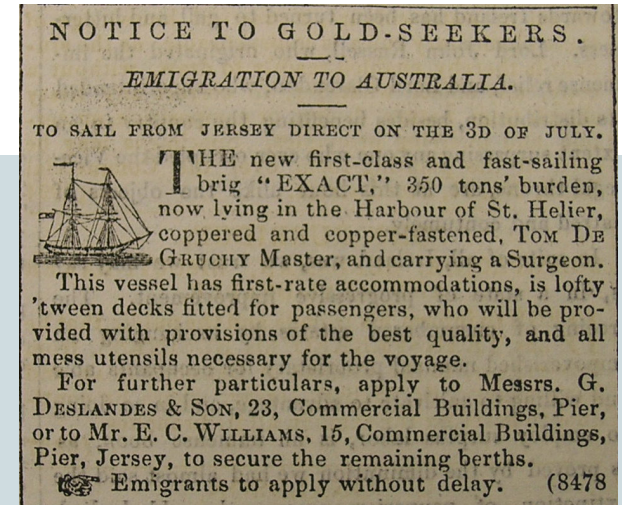 NOTICE TO GOLD-SEEKERS.
EMIGRATION TO AUSTRALIA.
TO SAIL FROM JERSEY DIRECT ON THE 3D OF JULY.
THE new first-class and fast-sailing
brig "EXACT," 350 tons' burden,
now lying in the Harbour of St. Helier,
coppered and copper-fastened, TOM DE
GRUCHY Master, and carrying a Surgeon.
This vessel has first-rate accommodations, is lofty
'tween decks fitted for passengers, who will be pro-
vided with provisions of the best quality, and all
mess utensils necessary for the voyage.
For further particulars, apply to Messrs. G.
DESLANDES & SON, 23, Commercial Buildings, Pier,
or to Mr. E. C. WILLIAMS, 15, Commercial Buildings,
Pier, Jersey, to secure the remaining berths.
☞ Emigrants to apply without delay. (8478